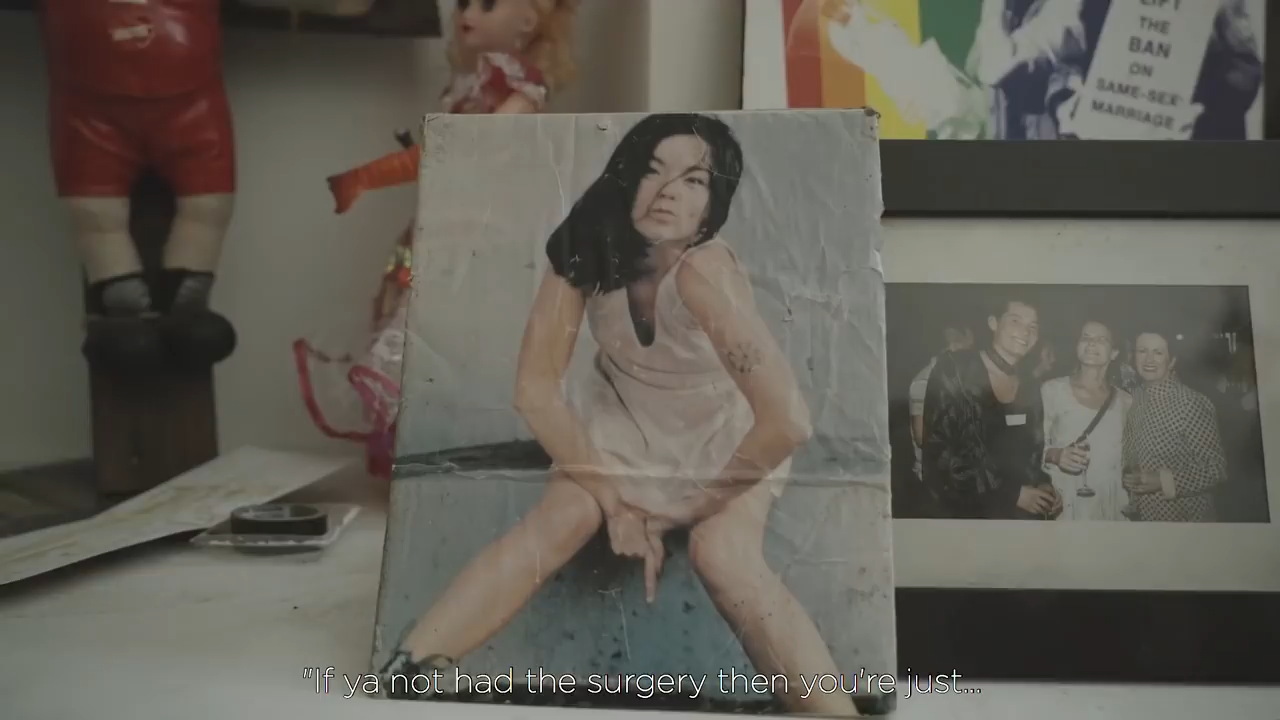 LIFT
THE
BAN
ON
SAME-SEX
MARRIAGE
"If ya not had the surgery then you're just...